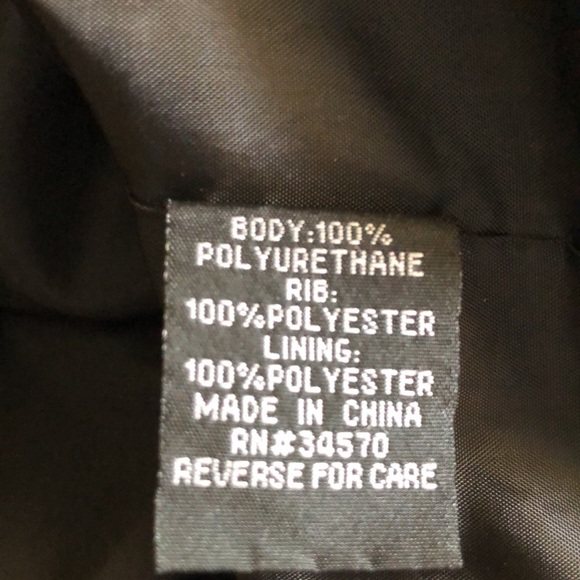 BODY:100%
POLYURETHANE
RIB:
100%POLYESTER
LINING:
100%POLYESTER
MADE IN CHINA
RN#34570
REVERSE FOR CARE